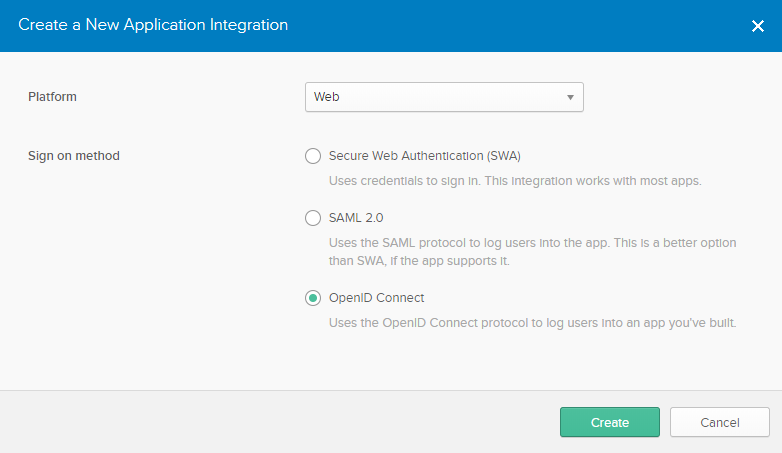 Create a New Application Integration
Platform
Web
Sign on method
Secure Web Authentication (SWA)
Uses credentials to sign in. This integration works with most apps.
SAML 2.0
Uses the SAML protocol to log users into the app. This is a better option
than SWA, if the app supports it.
OpenID Connect
Uses the OpenID Connect protocol to log users into an app you've built.
Create
Cancel